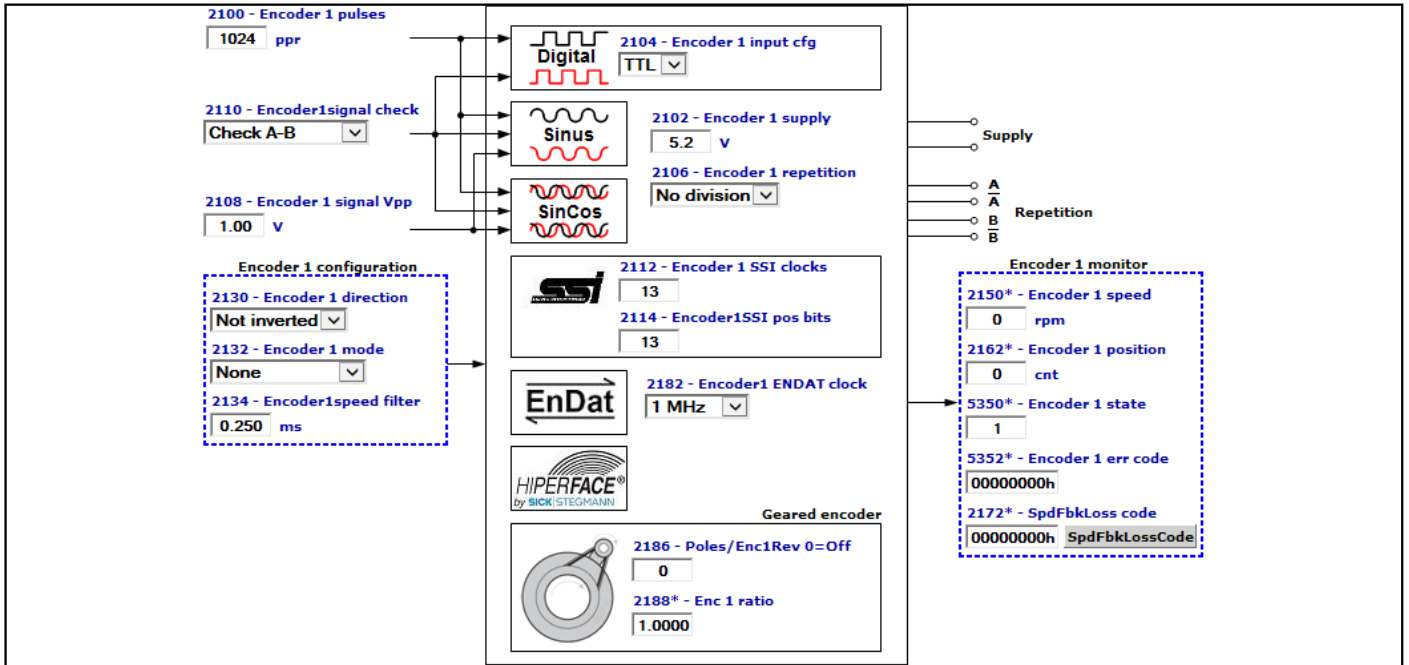 2100 - Encoder 1 pulses
1024 ppr
2110 - Encoder1signal check
Check A-B
2108 - Encoder 1 signal Vpp
1.00 V
Encoder 1 configuration
2130 - Encoder 1 direction
Not inverted
2132 - Encoder 1 mode
None
2134 - Encoder1speed filter
0.250 ms
Digital
2104 - Encoder 1 input cfg
TTL
Sinus
2102 - Encoder 1 supply
5.2 V
2106 - Encoder 1 repetition
No division
SinCos
SSI
2112 - Encoder 1 SSI clocks
13
2114 - Encoder1SSI pos bits
13
EnDat
2182 - Encoder1 ENDAT clock
1 MHz
HIPERFACE®
by SICK|STEGMANN
Geared encoder
2186 - Poles/Enc1Rev 0=Off
0
2188* - Enc 1 ratio
1.0000
Supply
A
A
B
B
Repetition
Encoder 1 monitor
2150* - Encoder 1 speed
0 rpm
2162* - Encoder 1 position
0 cnt
5350* - Encoder 1 state
1
5352* - Encoder 1 err code
00000000h
2172* - SpdFbkLoss code
00000000h SpdFbkLossCode